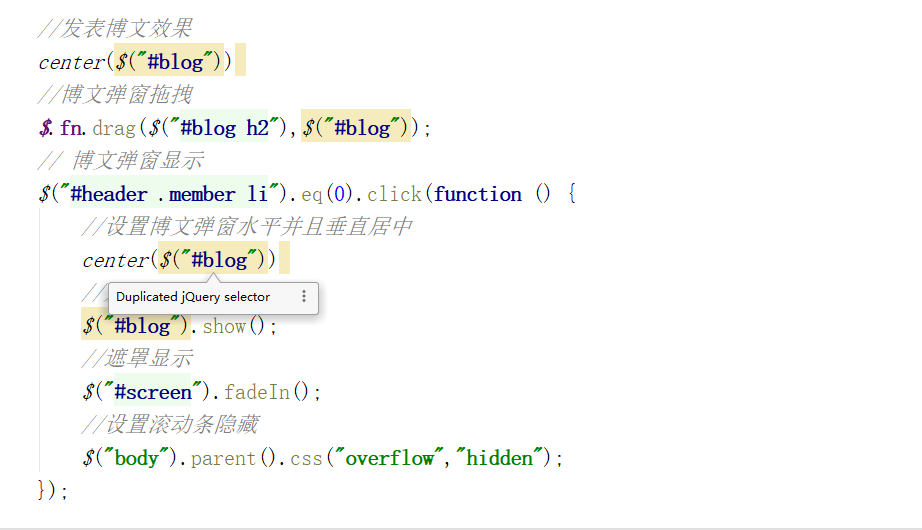 //发表博文效果
center($("#blog"))
//博文弹窗拖拽
$.fn.drag($("#blog h2"),$("#blog"));
// 博文弹窗显示
$("#header .member li").eq(0).click(function () {
//设置博文弹窗水平并且垂直居中
center($("#blog"))
Duplicated jQuery selector
//
$("#blog").show();
//遮罩显示
$("#screen").fadeIn();
//设置滚动条隐藏
$("body").parent().css("overflow","hidden");
});